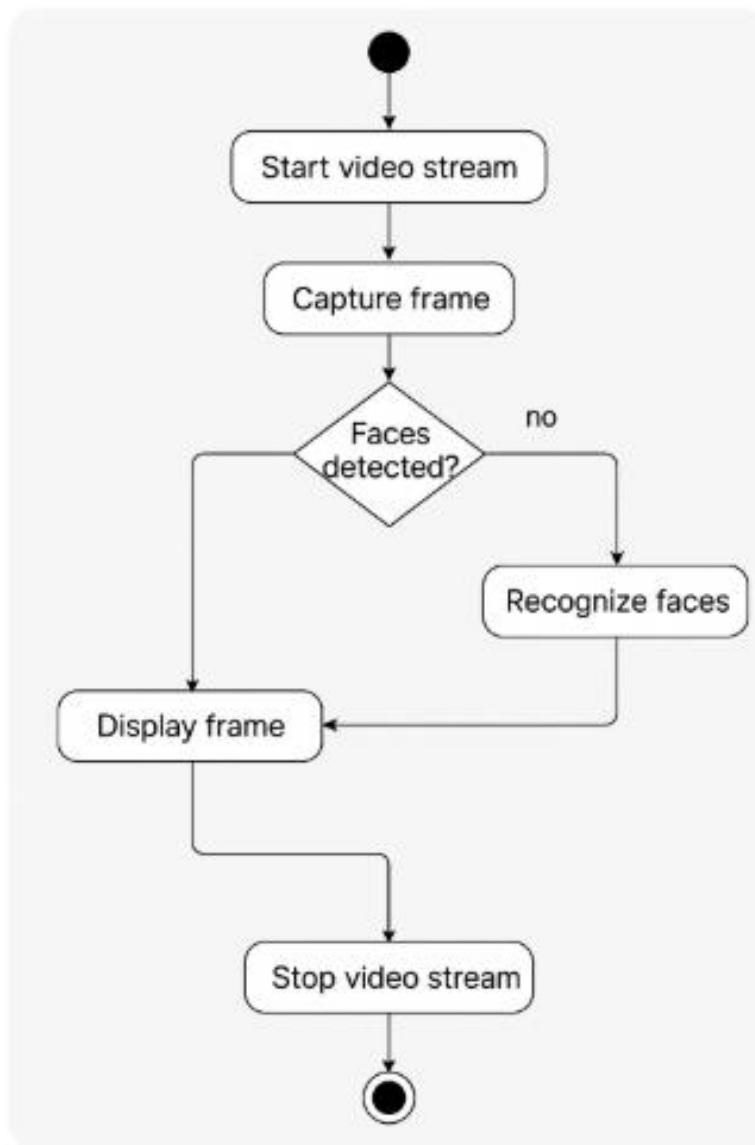 Start video stream
Capture frame
Faces
detected?
no
Recognize faces
Display frame
Stop video stream